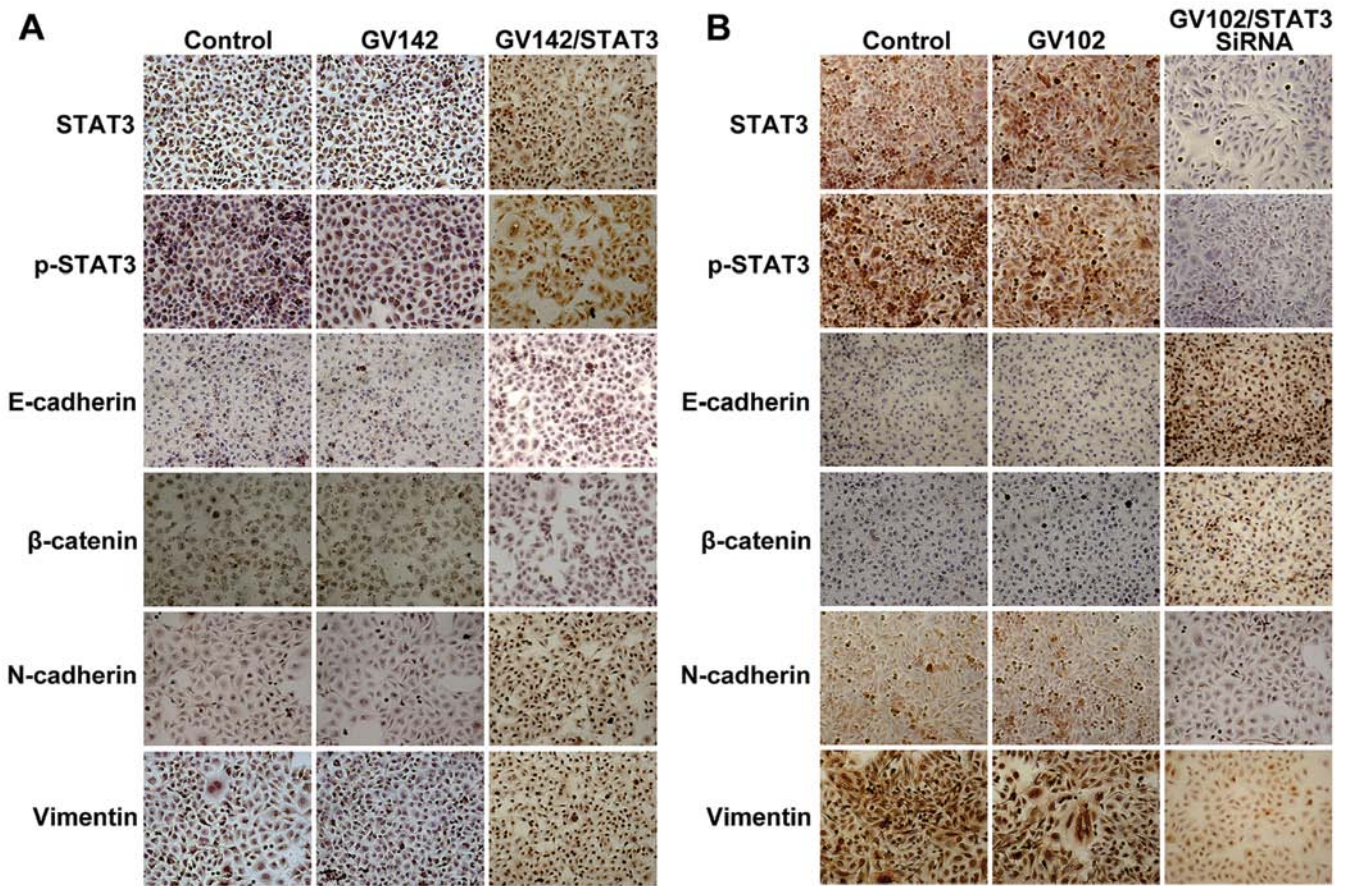 A
Control GV142 GV142/STAT3
STAT3
p-STAT3
E-cadherin
β-catenin
N-cadherin
Vimentin
B
Control GV102 GV102/STAT3
SiRNA
STAT3
p-STAT3
E-cadherin
β-catenin
N-cadherin
Vimentin